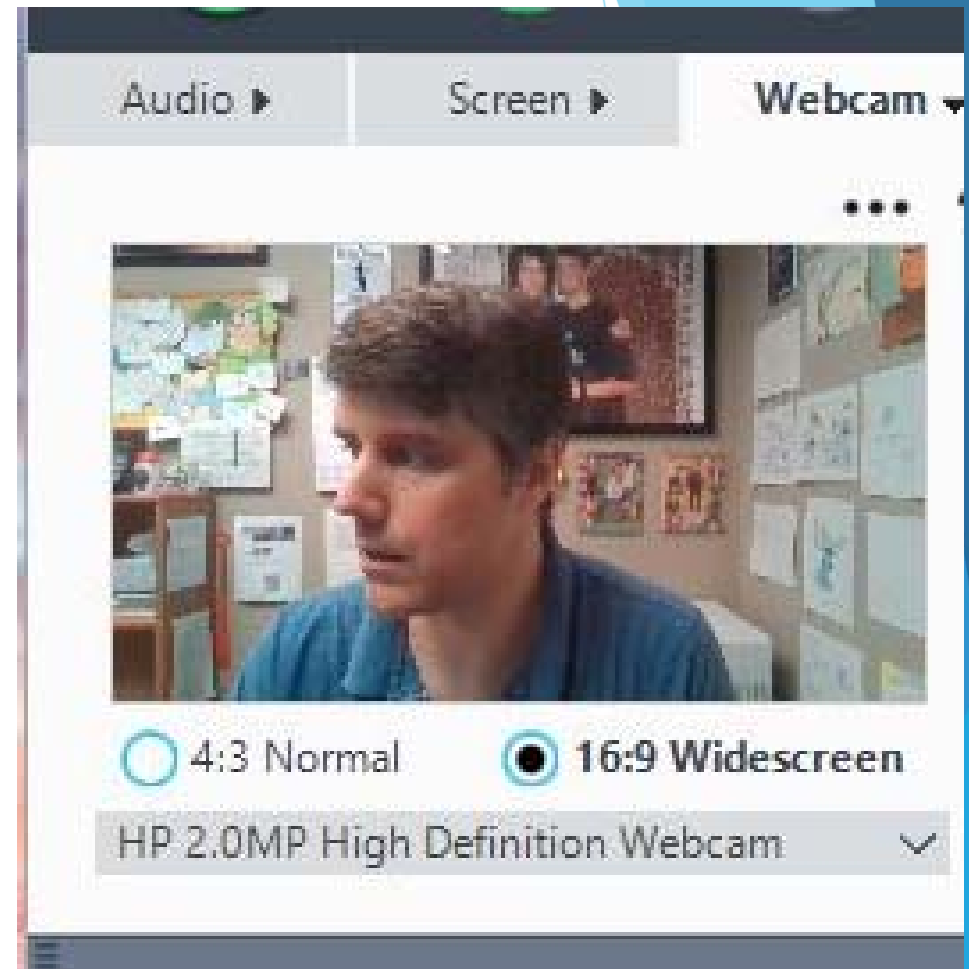 Audio
Screen
Webcam
4:3 Normal
16:9 Widescreen
HP 2.0MP High Definition Webcam